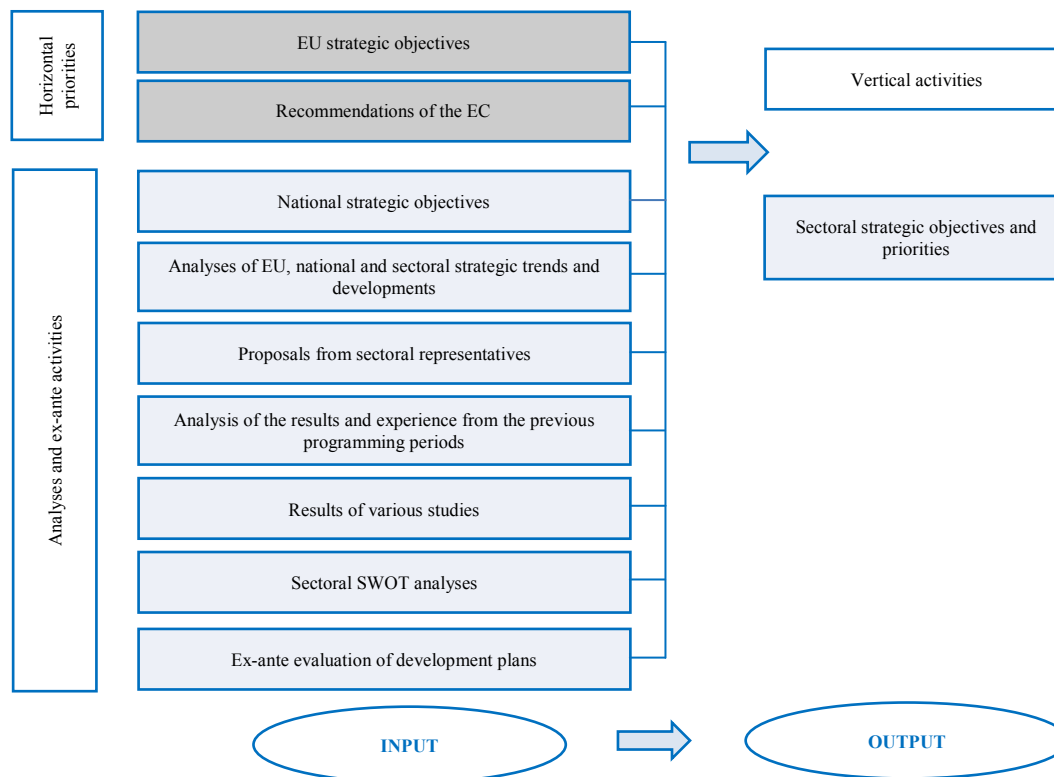 Horizontal
priorities
EU strategic objectives
Recommendations of the EC
Vertical activities
Analyses and ex-ante activities
National strategic objectives
Analyses of EU, national and sectoral strategic trends and
developments
Proposals from sectoral representatives
Analysis of the results and experience from the previous
programming periods
Results of various studies
Sectoral SWOT analyses
Ex-ante evaluation of development plans
Sectoral strategic objectives and
priorities
INPUT
OUTPUT